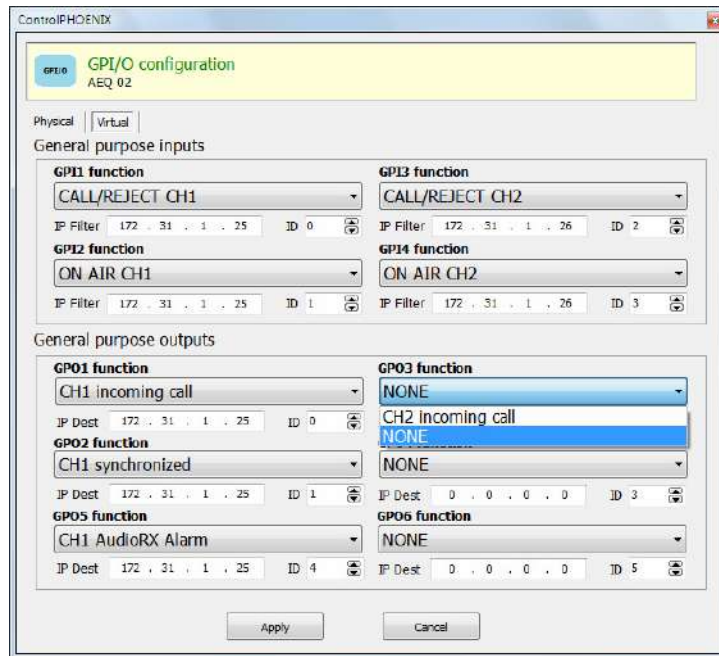 ControlPHOENIX
GPI/O
GPI/O configuration
AEQ 02
Physical Virtual
General purpose inputs
GPI1 function GPI3 function
CALL/REJECT CH1 CALL/REJECT CH2
IP Filter 172 . 31 . 1 . 25 ID 0 IP Filter 172 . 31 . 1 . 26 ID 2
GPI2 function GPI4 function
ON AIR CH1 ON AIR CH2
IP Filter 172 . 31 . 1 . 25 ID 1 IP Filter 172 . 31 . 1 . 26 ID 3
General purpose outputs
GPO1 function GPO3 function
CH1 incoming call NONE
IP Dest 172 . 31 . 1 . 25 ID 0 CH2 incoming call
GPO2 function NONE
CH1 synchronized NONE
IP Dest 172 . 31 . 1 . 25 ID 1 IP Dest 0 . 0 . 0 . 0 ID 3
GPO5 function GPO6 function
CH1 AudioRX Alarm NONE
IP Dest 172 . 31 . 1 . 25 ID 4 IP Dest 0 . 0 . 0 . 0 ID 5
Apply Cancel